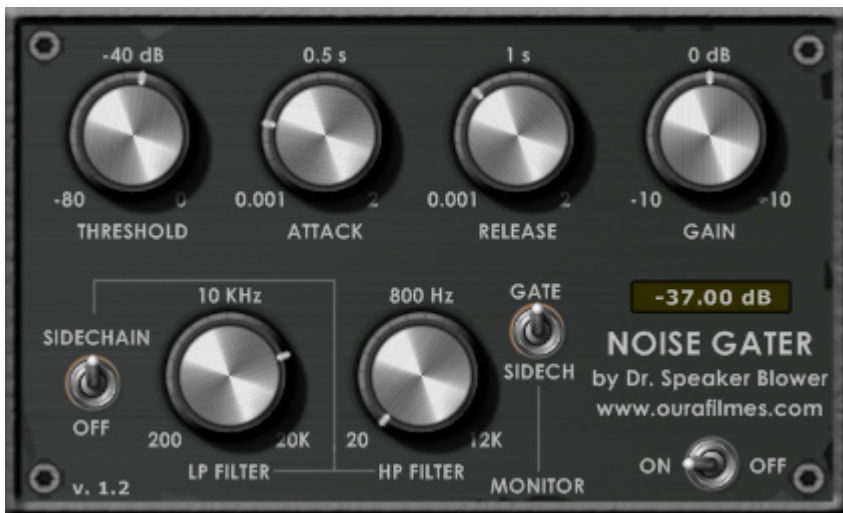 -40 dB 0.5 s 1 s 0 dB
-80 0 0.001 2 0.001 2 -10 +10
THRESHOLD ATTACK RELEASE GAIN
10 KHz 800 Hz GATE
-37.00 dB
SIDECHAIN
NOISE GATER
SIDECH
by Dr. Speaker Blower
www.ourafilmes.com
OFF
200 20K 20 12K
LP FILTER HP FILTER
ON OFF
v. 1.2 MONITOR